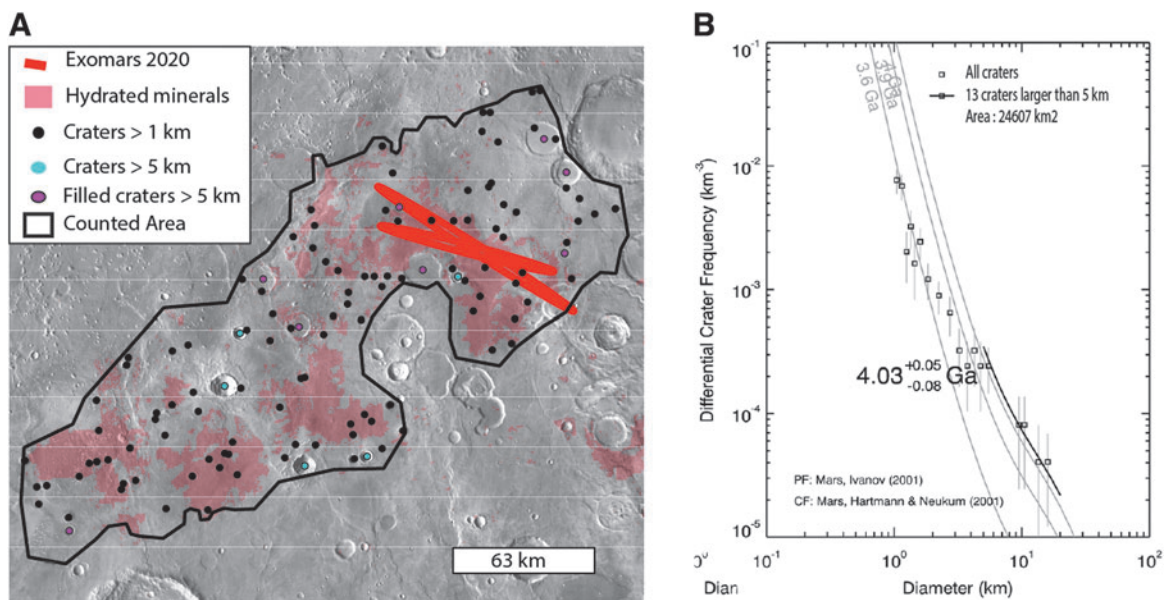 A
Exomars 2020
Hydrated minerals
Craters > 1 km
Craters > 5 km
Filled craters > 5 km
Counted Area
63 km
B
Differential Crater Frequency (km⁻³)
10⁻¹
10⁻²
10⁻³
10⁻⁴
10⁻⁵
3.6 Ga
All craters
13 craters larger than 5 km
Area : 24607 km2
4.03 +0.05 -0.08 Ga
PF: Mars, Ivanov (2001)
CF: Mars, Hartmann & Neukum (2001)
10⁻¹
10⁰
10¹
10²
Dian
Diameter (km)